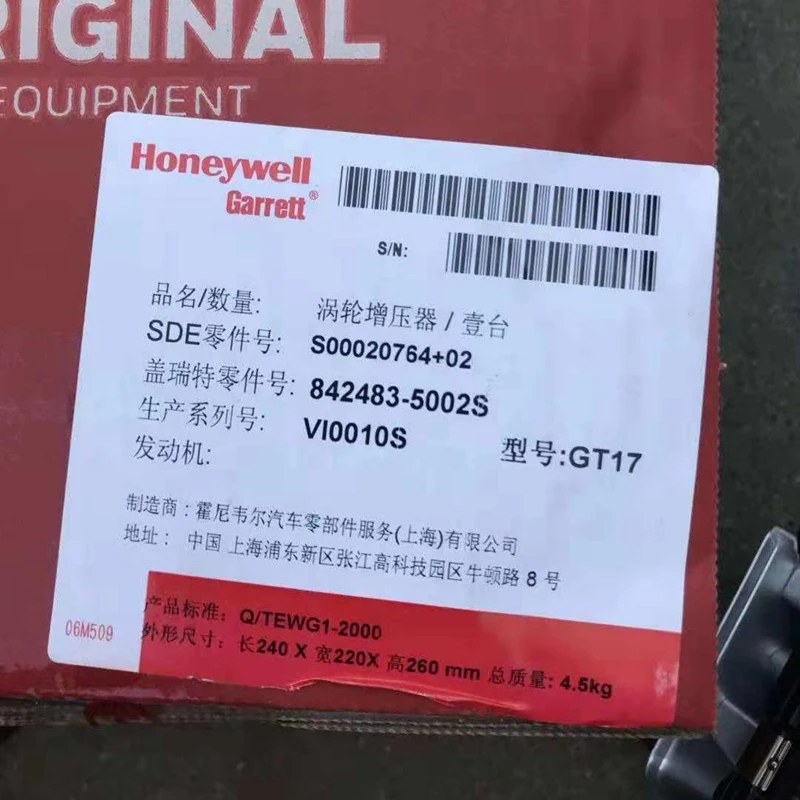 RIGINAL
EQUIPMENT
Honeywell
Garrett®
S/N:
品名/数量: 涡轮增压器 / 壹台
SDE零件号: S00020764+02
盖瑞特零件号: 842483-5002S
生产系列号: VI0010S
型号:GT17
发动机:
制造商: 霍尼韦尔汽车零部件服务(上海)有限公司
地址: 中国 上海浦东新区张江高科技园区牛顿路 8 号
产品标准: Q/TEWG1-2000
06M509
外形尺寸: 长240 X 宽220X 高260 mm 总质量: 4.5kg